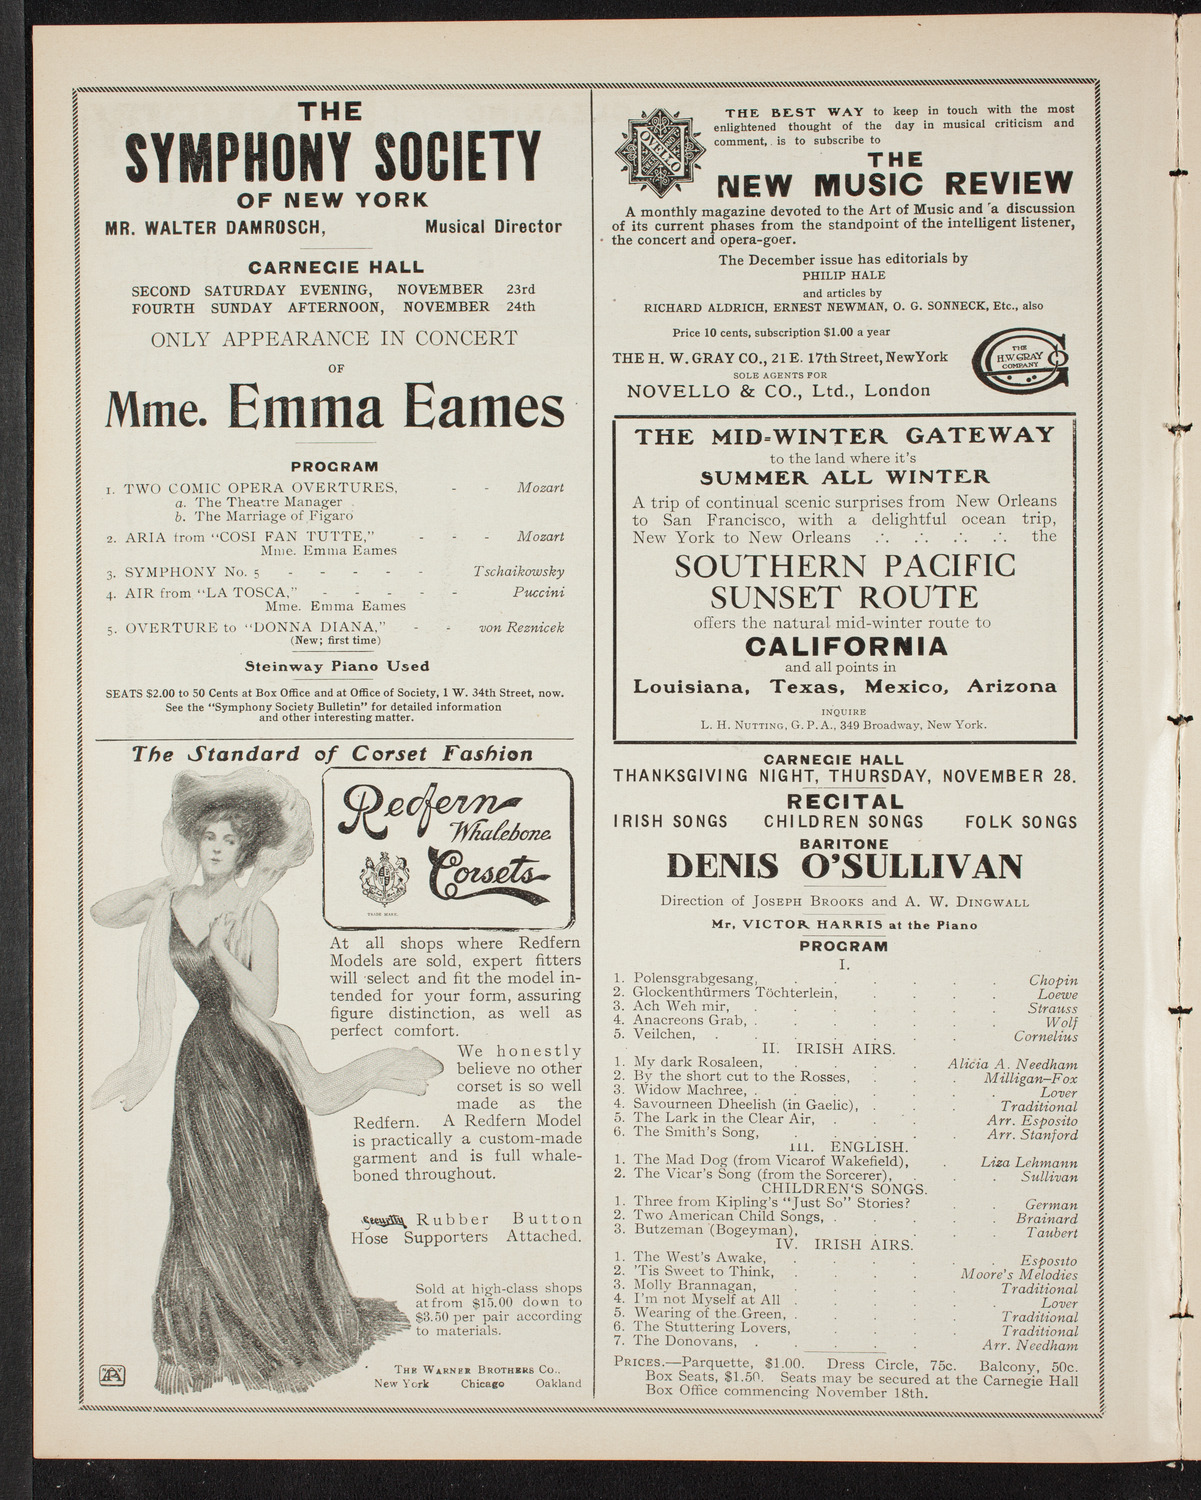 THE
SYMPHONY SOCIETY
OF NEW YORK
MR. WALTER DAMROSCH, Musical Director
CARNEGIE HALL
SECOND SATURDAY EVENING, NOVEMBER 23rd
FOURTH SUNDAY AFTERNOON, NOVEMBER 24th
ONLY APPEARANCE IN CONCERT
OF
Mme. Emma Eames
PROGRAM
1. TWO COMIC OPERA OVERTURES, - - Mozart
a. The Theatre Manager
b. The Marriage of Figaro
2. ARIA from "COSI FAN TUTTE," - - - Mozart
Mme. Emma Eames
3. SYMPHONY No. 5 - - - - - Tschaikowsky
4. AIR from "LA TOSCA," - - - - - Puccini
Mme. Emma Eames
5. OVERTURE to "DONNA DIANA," - - von Reznicek
(New; first time)
Steinway Piano Used
SEATS $2.00 to 50 Cents at Box Office and at Office of Society, 1 W. 34th Street, now.
See the "Symphony Society Bulletin" for detailed information
and other interesting matter.
The Standard of Corset Fashion
Redfern
Whalebone
Corsets
TRADE MARK.
At all shops where Redfern
Models are sold, expert fitters
will select and fit the model in-
tended for your form, assuring
figure distinction, as well as
perfect comfort.
We honestly
believe no other
corset is so well
made as the
Redfern. A Redfern Model
is practically a custom-made
garment and is full whale-
boned throughout.
Security Rubber Button
Hose Supporters Attached.
Sold at high-class shops
at from $15.00 down to
$3.50 per pair according
to materials.
THE WARNER BROTHERS CO.,
New York Chicago Oakland
NOVELLO
THE BEST WAY to keep in touch with the most
enlightened thought of the day in musical criticism and
comment, is to subscribe to
THE
NEW MUSIC REVIEW
A monthly magazine devoted to the Art of Music and a discussion
of its current phases from the standpoint of the intelligent listener,
the concert and opera-goer.
The December issue has editorials by
PHILIP HALE
and articles by
RICHARD ALDRICH, ERNEST NEWMAN, O. G. SONNECK, Etc., also
Price 10 cents, subscription $1.00 a year
THE H. W. GRAY CO., 21 E. 17th Street, New York
SOLE AGENTS FOR
NOVELLO & CO., Ltd., London
THE
H.W. GRAY
COMPANY
THE MID-WINTER GATEWAY
to the land where it's
SUMMER ALL WINTER
A trip of continual scenic surprises from New Orleans
to San Francisco, with a delightful ocean trip,
New York to New Orleans ∴ ∴ ∴ ∴ the
SOUTHERN PACIFIC
SUNSET ROUTE
offers the natural mid-winter route to
CALIFORNIA
and all points in
Louisiana, Texas, Mexico, Arizona
INQUIRE
L. H. NUTTING, G. P. A., 349 Broadway, New York.
CARNEGIE HALL
THANKSGIVING NIGHT, THURSDAY, NOVEMBER 28.
RECITAL
IRISH SONGS CHILDREN SONGS FOLK SONGS
BARITONE
DENIS O'SULLIVAN
Direction of JOSEPH BROOKS and A. W. DINGWALL
Mr. VICTOR HARRIS at the Piano
PROGRAM
I.
1. Polensgrabgesang, . . . . . . Chopin
2. Glockenthürmers Töchterlein, . . . . Loewe
3. Ach Weh mir, . . . . . . . Strauss
4. Anacreons Grab, . . . . . . . Wolf
5. Veilchen, . . . . . . . Cornelius
II. IRISH AIRS.
1. My dark Rosaleen, . . . . Alicia A. Needham
2. By the short cut to the Rosses, . . . Milligan-Fox
3. Widow Machree, . . . . . . . Lover
4. Savourneen Dheelish (in Gaelic), . . . Traditional
5. The Lark in the Clear Air, . . . . Arr. Esposito
6. The Smith's Song, . . . . . Arr. Stanford
III. ENGLISH.
1. The Mad Dog (from Vicarof Wakefield), . Liza Lehmann
2. The Vicar's Song (from the Sorcerer), . . . Sullivan
CHILDREN'S SONGS.
1. Three from Kipling's "Just So" Stories? . . German
2. Two American Child Songs, . . . . . Brainard
3. Butzeman (Bogeyman), . . . . . Taubert
IV. IRISH AIRS.
1. The West's Awake, . . . . . . Esposito
2. 'Tis Sweet to Think, . . . . Moore's Melodies
3. Molly Brannagan, . . . . . Traditional
4. I'm not Myself at All . . . . . . Lover
5. Wearing of the Green, . . . . . Traditional
6. The Stuttering Lovers, . . . . Traditional
7. The Donovans, . . . . . Arr. Needham
PRICES.—Parquette, $1.00. Dress Circle, 75c. Balcony, 50c.
Box Seats, $1.50. Seats may be secured at the Carnegie Hall
Box Office commencing November 18th.